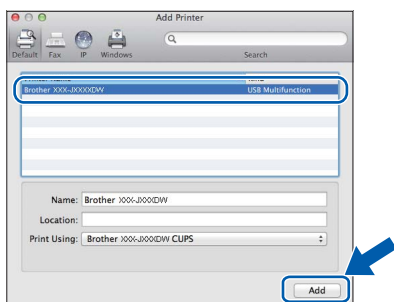 Add Printer
Default Fax IP Windows Search
Brother XXX-JXXXXDW USB Multifunction
Name: Brother XXX-JXXXDW
Location:
Print Using: Brother XXX-JXXXDW CUPS
Add